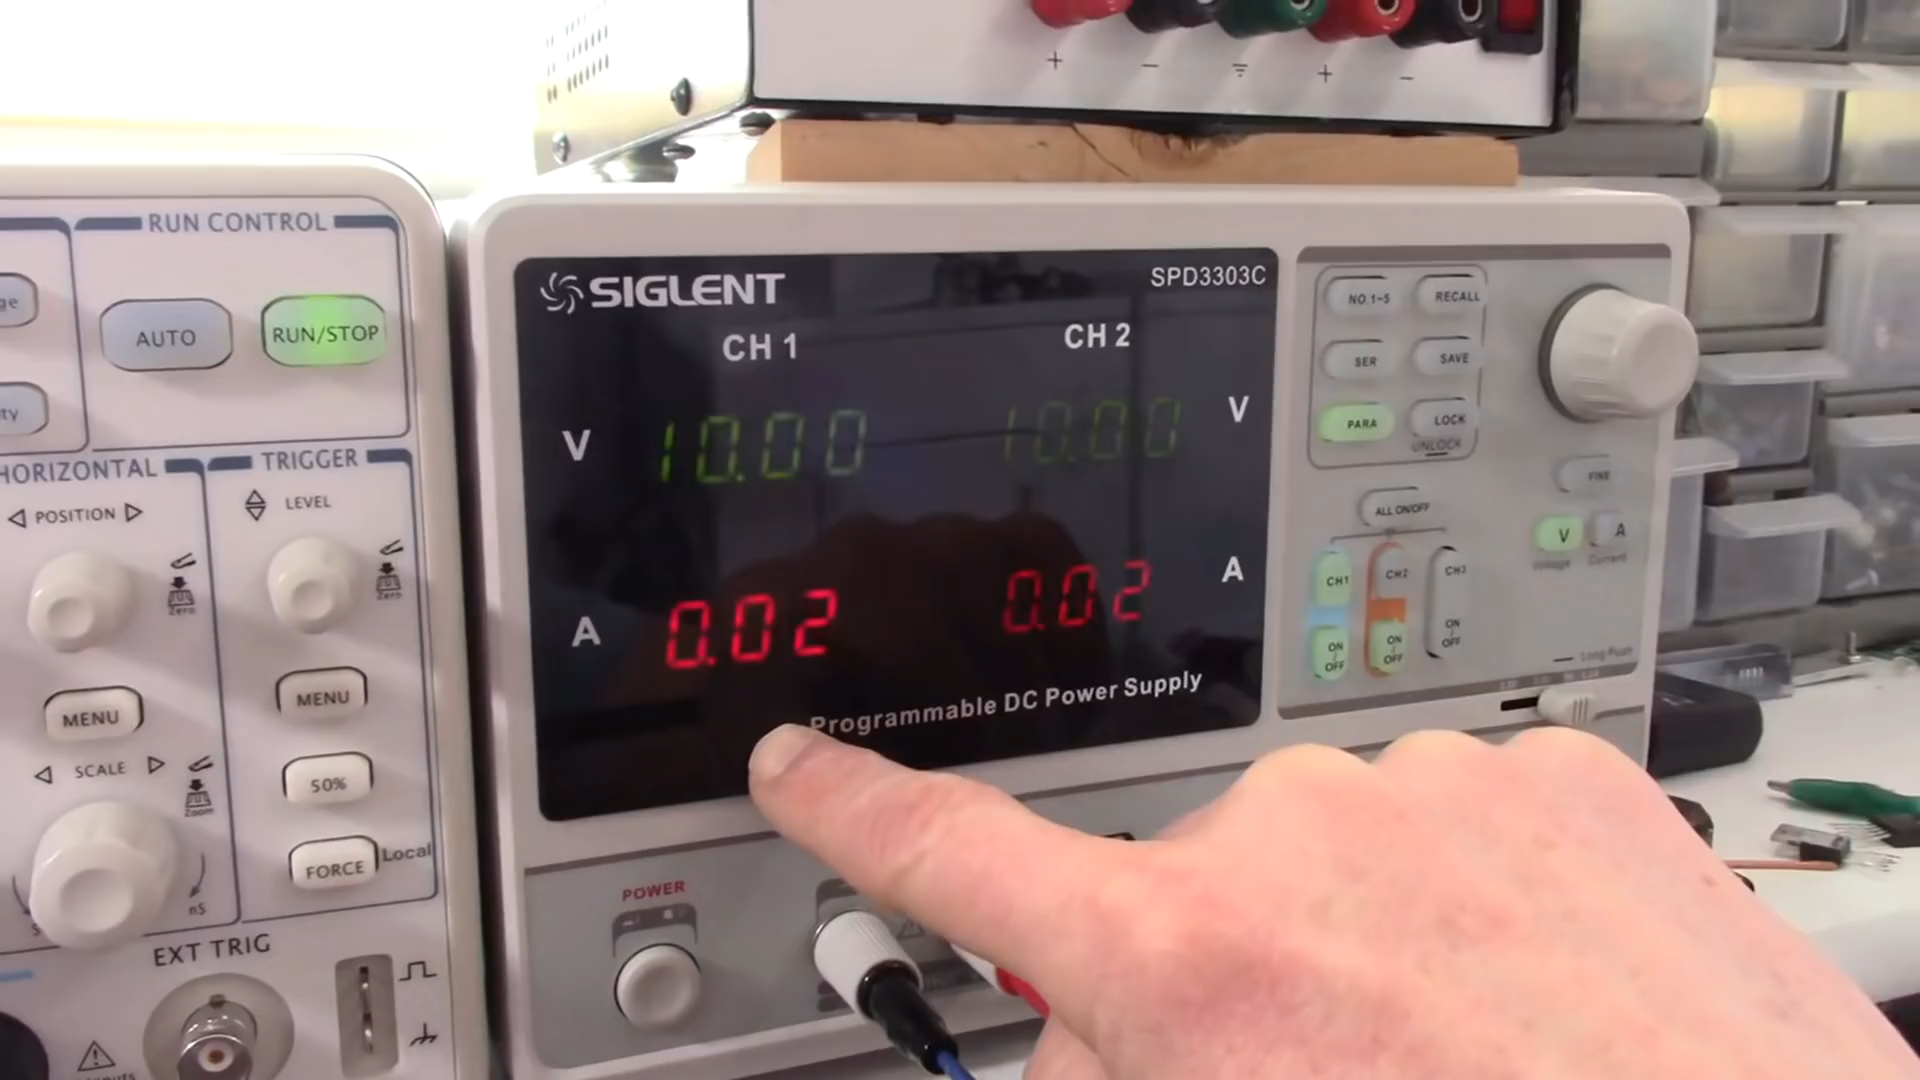 RUN CONTROL
AUTO
RUN/STOP
HORIZONTAL
TRIGGER
POSITION
LEVEL
Zero
Zero
MENU
MENU
SCALE
50%
Zoom
FORCE
Local
nS
EXT TRIG
SIGLENT
SPD3303C
CH 1
CH 2
V
10.00
10.00
V
A
0.02
0.02
A
Programmable DC Power Supply
POWER
NO.1~5
RECALL
SER
SAVE
PARA
LOCK
UNLOCK
FINE
ALL ON/OFF
V
A
Voltage
Current
CH1
CH2
CH3
ON
/
OFF
ON
/
OFF
ON
/
OFF
Long Push
+
−
+
−